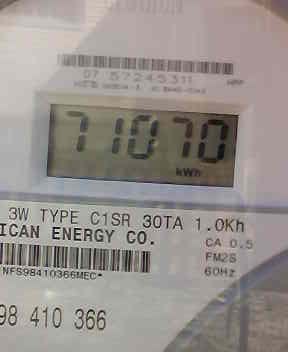 07 57245311
71070
kWh
3W TYPE C1SR 30TA 1.0Kh
ICAN ENERGY CO.
CA 0.5
FM2S
60Hz
*NFS98410366MEC*
98 410 366